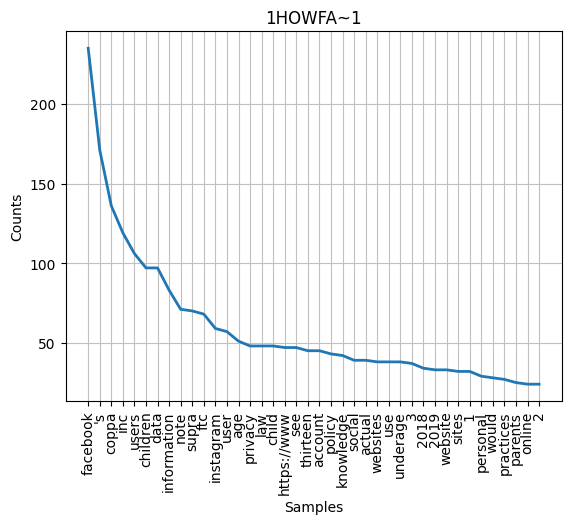 1HOWFA~1
Counts
200
150
100
50
facebook
's
coppa
inc
users
children
data
information
note
supra
ftc
instagram
user
age
privacy
law
child
https://www
see
thirteen
account
policy
knowledge
social
actual
websites
use
underage
3
2018
2019
website
sites
1
personal
would
practices
parents
online
2
Samples